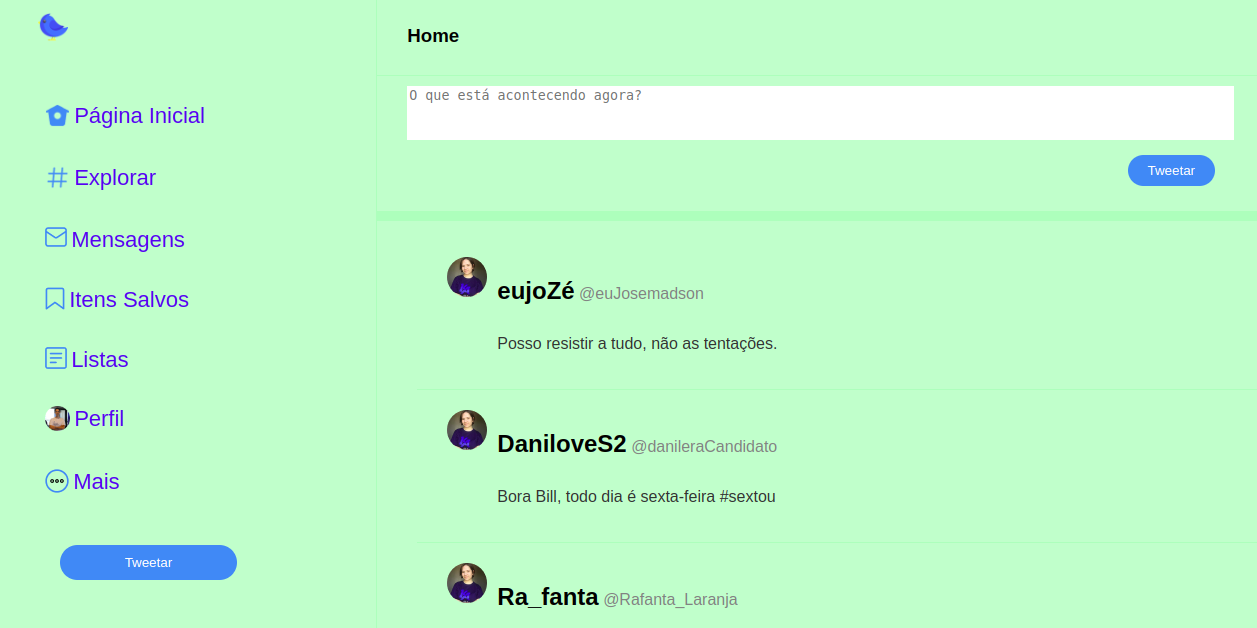 Página Inicial
Explorar
Mensagens
Itens Salvos
Listas
Perfil
Mais
Tweetar
Home
O que está acontecendo agora?
Tweetar
eujoZé @euJosemadson
Posso resistir a tudo, não as tentações.
DaniloveS2 @danileraCandidato
Bora Bill, todo dia é sexta-feira #sextou
Ra_fanta @Rafanta_Laranja